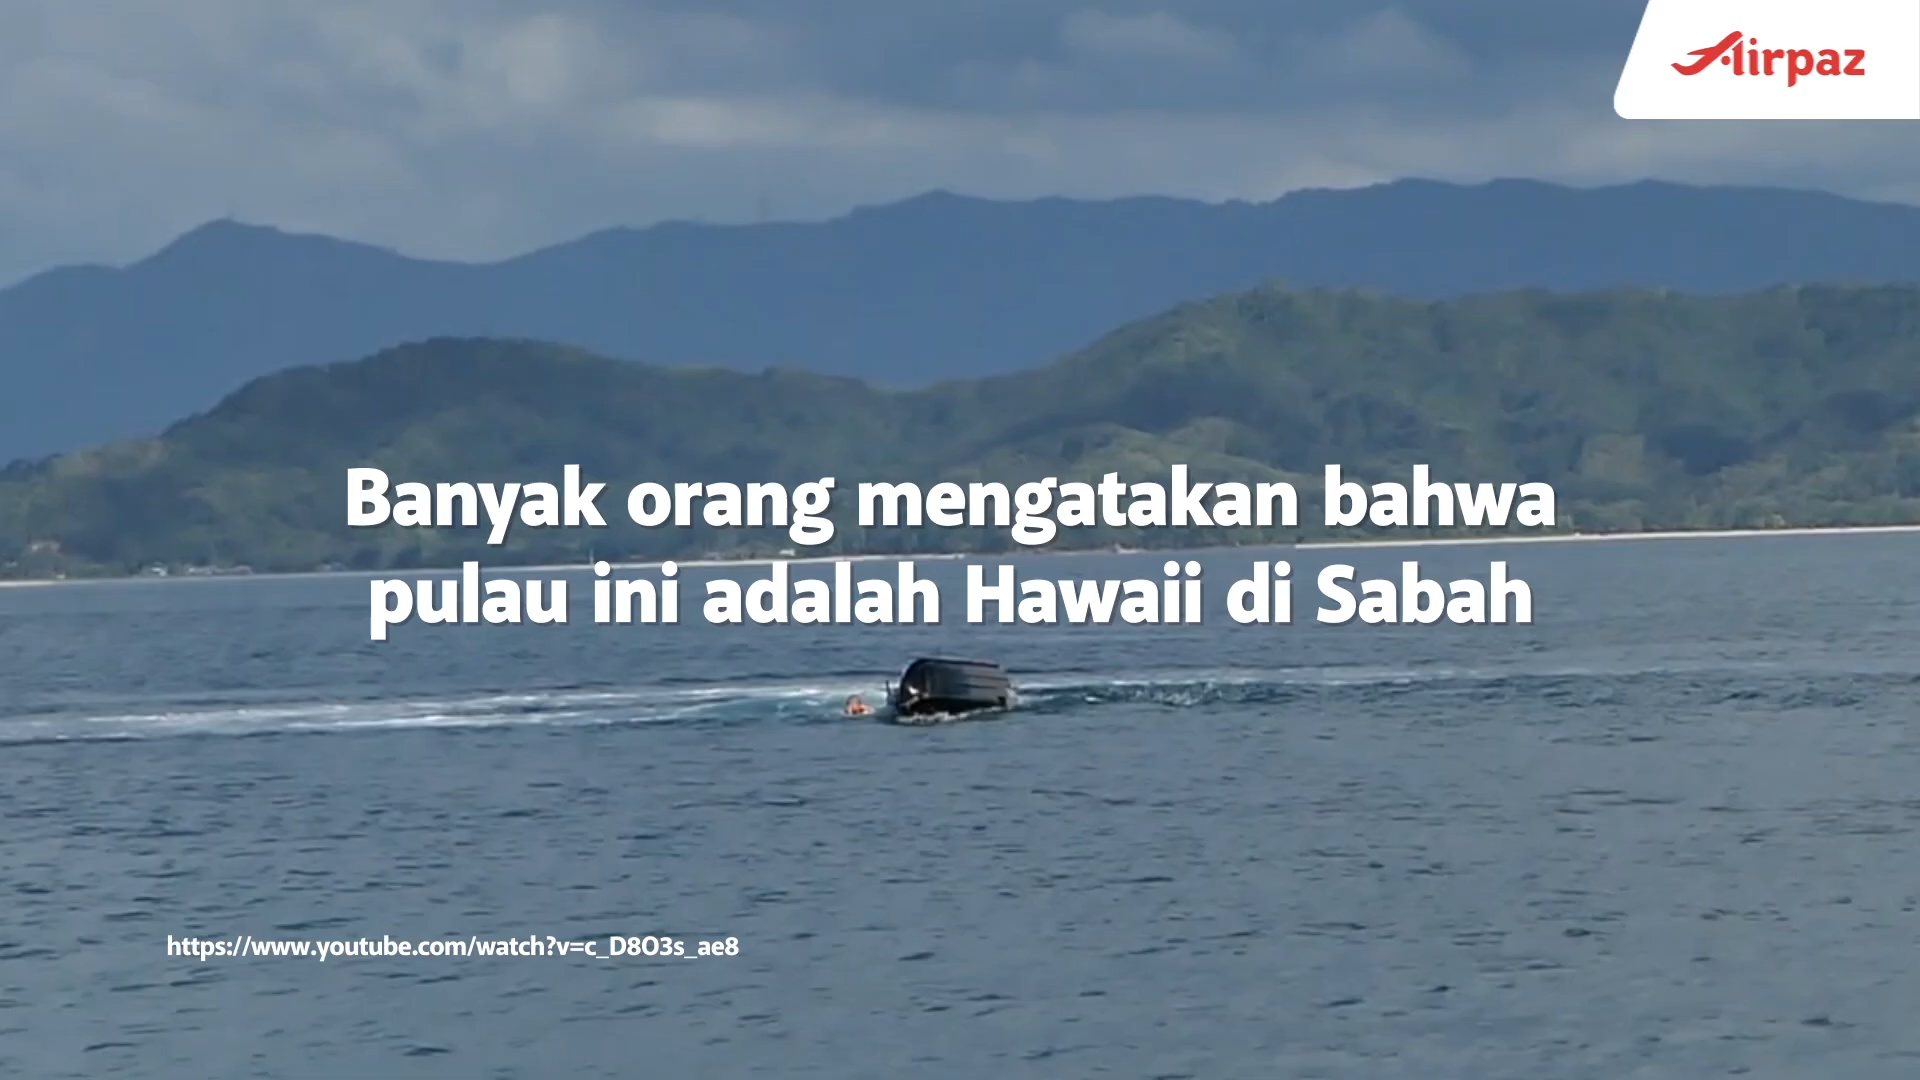 Airpaz
Banyak orang mengatakan bahwa
pulau ini adalah Hawaii di Sabah
https://www.youtube.com/watch?v=c_D8O3s_ae8